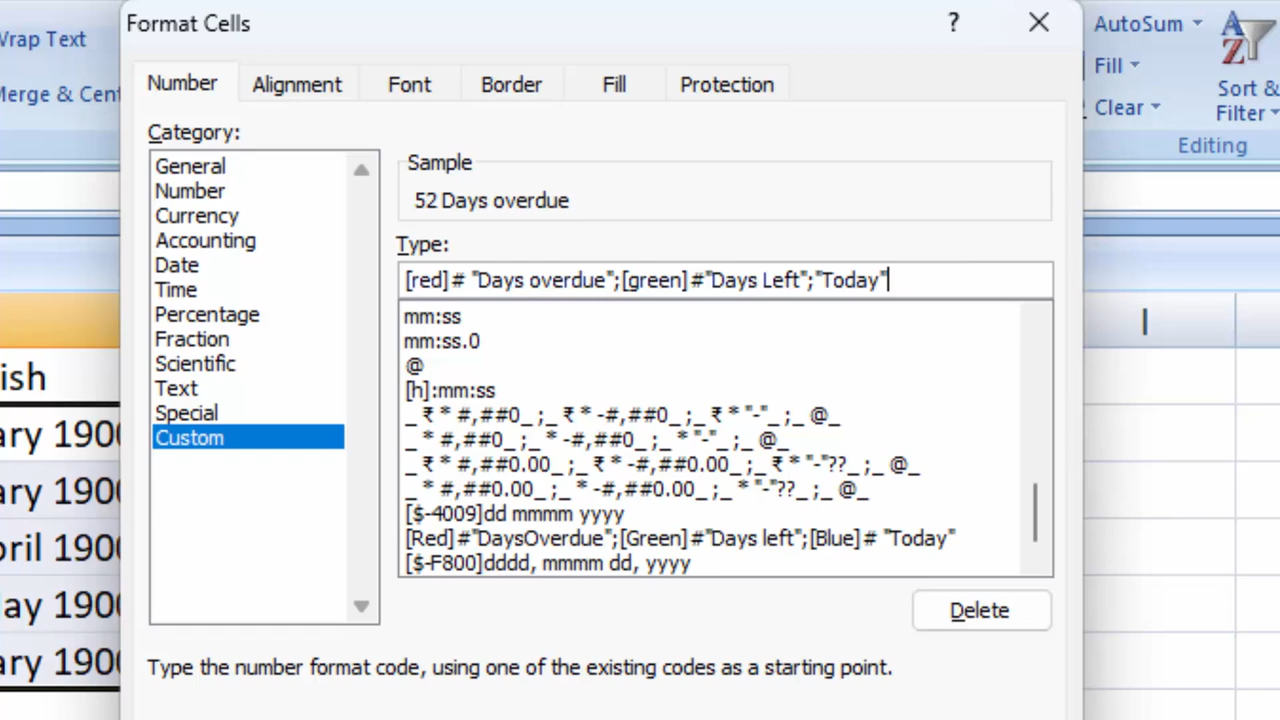 Wrap Text
Merge & Cent
Format Cells
?
AutoSum
Fill
Clear
Sort &
Filter
Editing
Number
Alignment
Font
Border
Fill
Protection
Category:
General
Number
Currency
Accounting
Date
Time
Percentage
Fraction
Scientific
Text
Special
Custom
Sample
52 Days overdue
Type:
[red]# "Days overdue";[green]#"Days Left";"Today"
mm:ss
mm:ss.0
@
[h]:mm:ss
_ ₹ * #,##0_ ;_ ₹ * -#,##0_ ;_ ₹ * "-"_ ;_ @_
_ * #,##0_ ;_ * -#,##0_ ;_ * "-"_ ;_ @_
_ ₹ * #,##0.00_ ;_ ₹ * -#,##0.00_ ;_ ₹ * "-"??_ ;_ @_
_ * #,##0.00_ ;_ * -#,##0.00_ ;_ * "-"??_ ;_ @_
[$-4009]dd mmmm yyyy
[Red]#"DaysOverdue";[Green]#"Days left";[Blue]# "Today"
[$-F800]dddd, mmmm dd, yyyy
Delete
Type the number format code, using one of the existing codes as a starting point.
I
ish
ary 1900
ary 1900
pril 1900
lay 1900
ary 1900